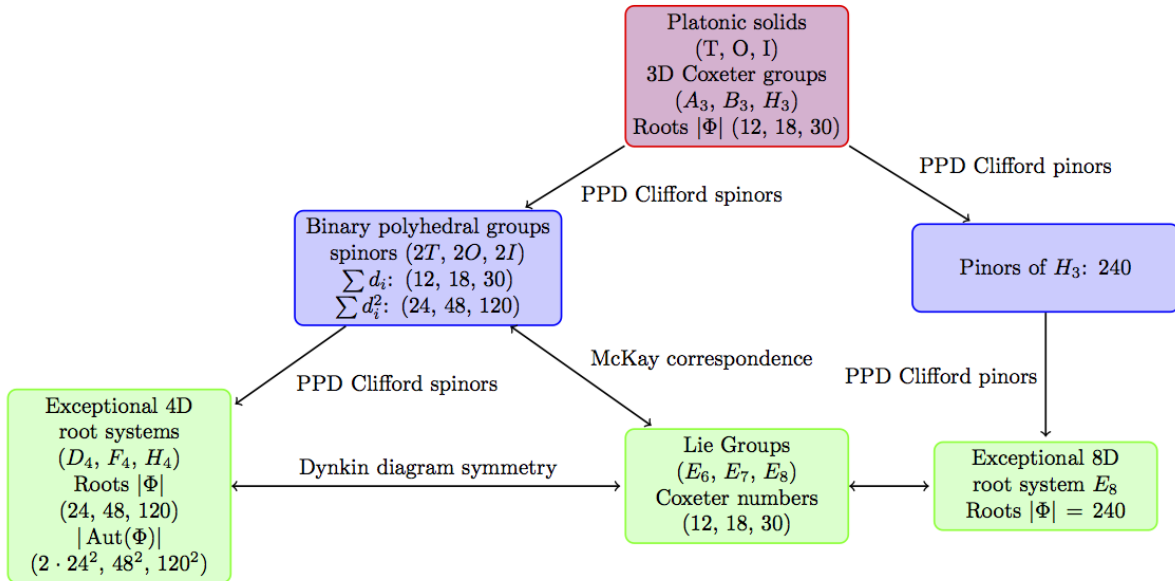 Platonic solids
(T, O, I)
3D Coxeter groups
(A₃, B₃, H₃)
Roots |Φ| (12, 18, 30)
PPD Clifford pinors
PPD Clifford spinors
Binary polyhedral groups
spinors (2T, 2O, 2I)
∑ dᵢ: (12, 18, 30)
∑ dᵢ²: (24, 48, 120)
Pinors of H₃: 240
McKay correspondence
PPD Clifford spinors
PPD Clifford pinors
Exceptional 4D
root systems
(D₄, F₄, H₄)
Roots |Φ|
(24, 48, 120)
| Aut(Φ)|
(2 · 24², 48², 120²)
Dynkin diagram symmetry
Lie Groups
(E₆, E₇, E₈)
Coxeter numbers
(12, 18, 30)
Exceptional 8D
root system E₈
Roots |Φ| = 240